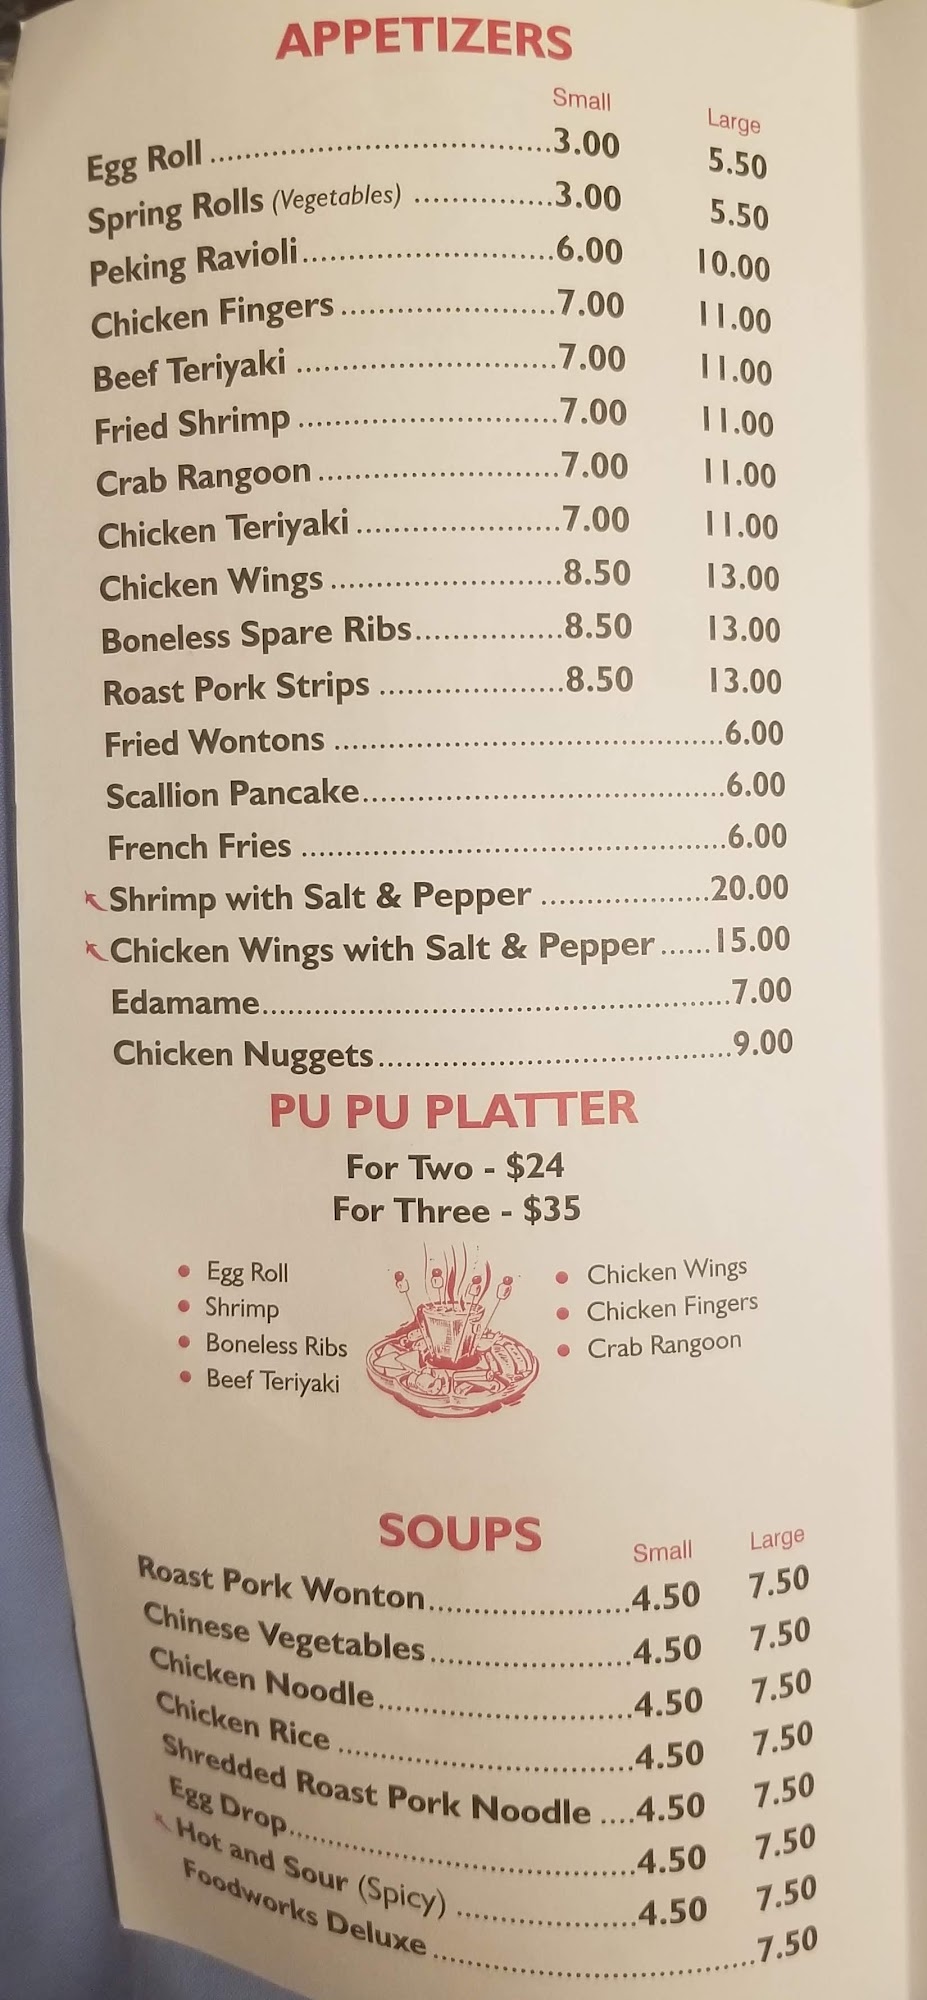 APPETIZERS
Small Large
Egg Roll ........................................3.00 5.50
Spring Rolls (Vegetables) ................3.00 5.50
Peking Ravioli.............................6.00 10.00
Chicken Fingers ........................7.00 11.00
Beef Teriyaki ..............................7.00 11.00
Fried Shrimp ..............................7.00 11.00
Crab Rangoon ...........................7.00 11.00
Chicken Teriyaki .......................7.00 11.00
Chicken Wings ..........................8.50 13.00
Boneless Spare Ribs.................8.50 13.00
Roast Pork Strips .....................8.50 13.00
Fried Wontons .............................................6.00
Scallion Pancake..........................................6.00
French Fries .................................................6.00
Shrimp with Salt & Pepper ...................20.00
Chicken Wings with Salt & Pepper ......15.00
Edamame......................................................7.00
Chicken Nuggets.........................................9.00
PU PU PLATTER
For Two - $24
For Three - $35
• Egg Roll
• Shrimp
• Boneless Ribs
• Beef Teriyaki
• Chicken Wings
• Chicken Fingers
• Crab Rangoon
SOUPS
Small Large
Roast Pork Wonton.......................4.50 7.50
Chinese Vegetables.......................4.50 7.50
Chicken Noodle.............................4.50 7.50
Chicken Rice ..................................4.50 7.50
Shredded Roast Pork Noodle ....4.50 7.50
Egg Drop........................................4.50 7.50
Hot and Sour (Spicy) .....................4.50 7.50
Foodworks Deluxe .....................................7.50